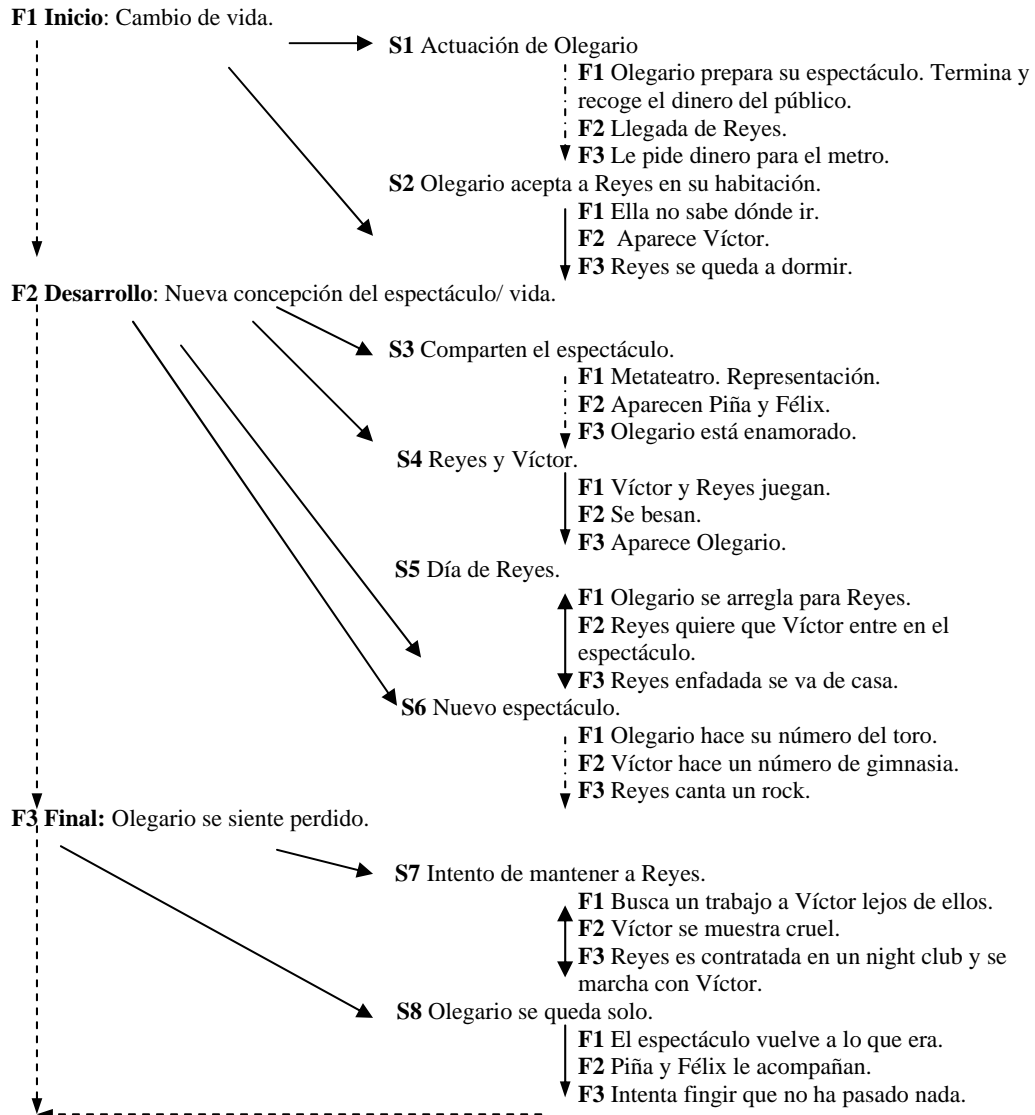 F1 Inicio: Cambio de vida.
S1 Actuación de Olegario
F1 Olegario prepara su espectáculo. Termina y
recoge el dinero del público.
F2 Llegada de Reyes.
F3 Le pide dinero para el metro.
S2 Olegario acepta a Reyes en su habitación.
F1 Ella no sabe dónde ir.
F2 Aparece Víctor.
F3 Reyes se queda a dormir.
F2 Desarrollo: Nueva concepción del espectáculo/ vida.
S3 Comparten el espectáculo.
F1 Metateatro. Representación.
F2 Aparecen Piña y Félix.
F3 Olegario está enamorado.
S4 Reyes y Víctor.
F1 Víctor y Reyes juegan.
F2 Se besan.
F3 Aparece Olegario.
S5 Día de Reyes.
F1 Olegario se arregla para Reyes.
F2 Reyes quiere que Víctor entre en el
espectáculo.
F3 Reyes enfadada se va de casa.
S6 Nuevo espectáculo.
F1 Olegario hace su número del toro.
F2 Víctor hace un número de gimnasia.
F3 Reyes canta un rock.
F3 Final: Olegario se siente perdido.
S7 Intento de mantener a Reyes.
F1 Busca un trabajo a Víctor lejos de ellos.
F2 Víctor se muestra cruel.
F3 Reyes es contratada en un night club y se
marcha con Víctor.
S8 Olegario se queda solo.
F1 El espectáculo vuelve a lo que era.
F2 Piña y Félix le acompañan.
F3 Intenta fingir que no ha pasado nada.